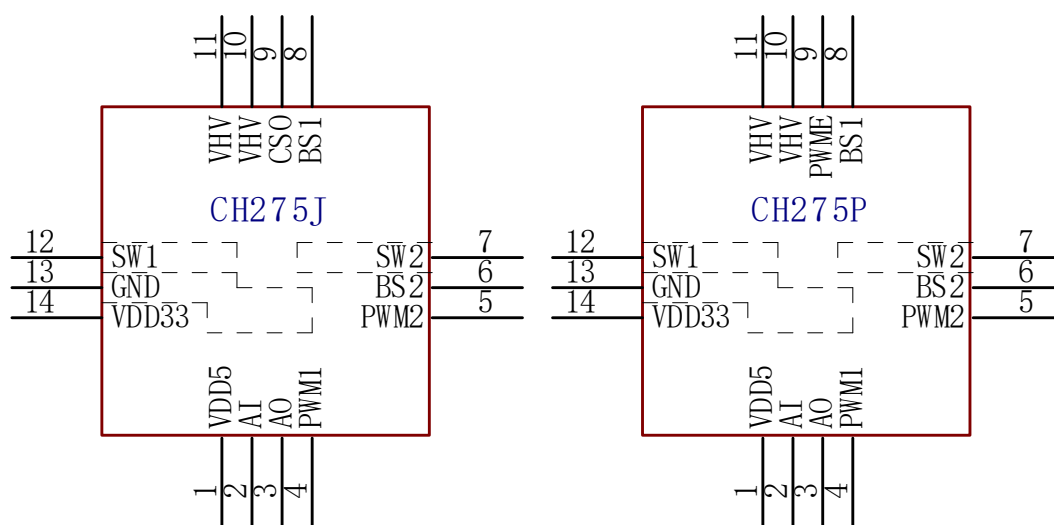 11 10 9 8
VHV VHV CSO BS1
CH275J
12 SW1
13 GND
14 VDD33
SW2 7
BS2 6
PWM2 5
VDD5 AI AO PWM1
1 2 3 4
11 10 9 8
VHV VHV PWME BS1
CH275P
12 SW1
13 GND
14 VDD33
SW2 7
BS2 6
PWM2 5
VDD5 AI AO PWM1
1 2 3 4